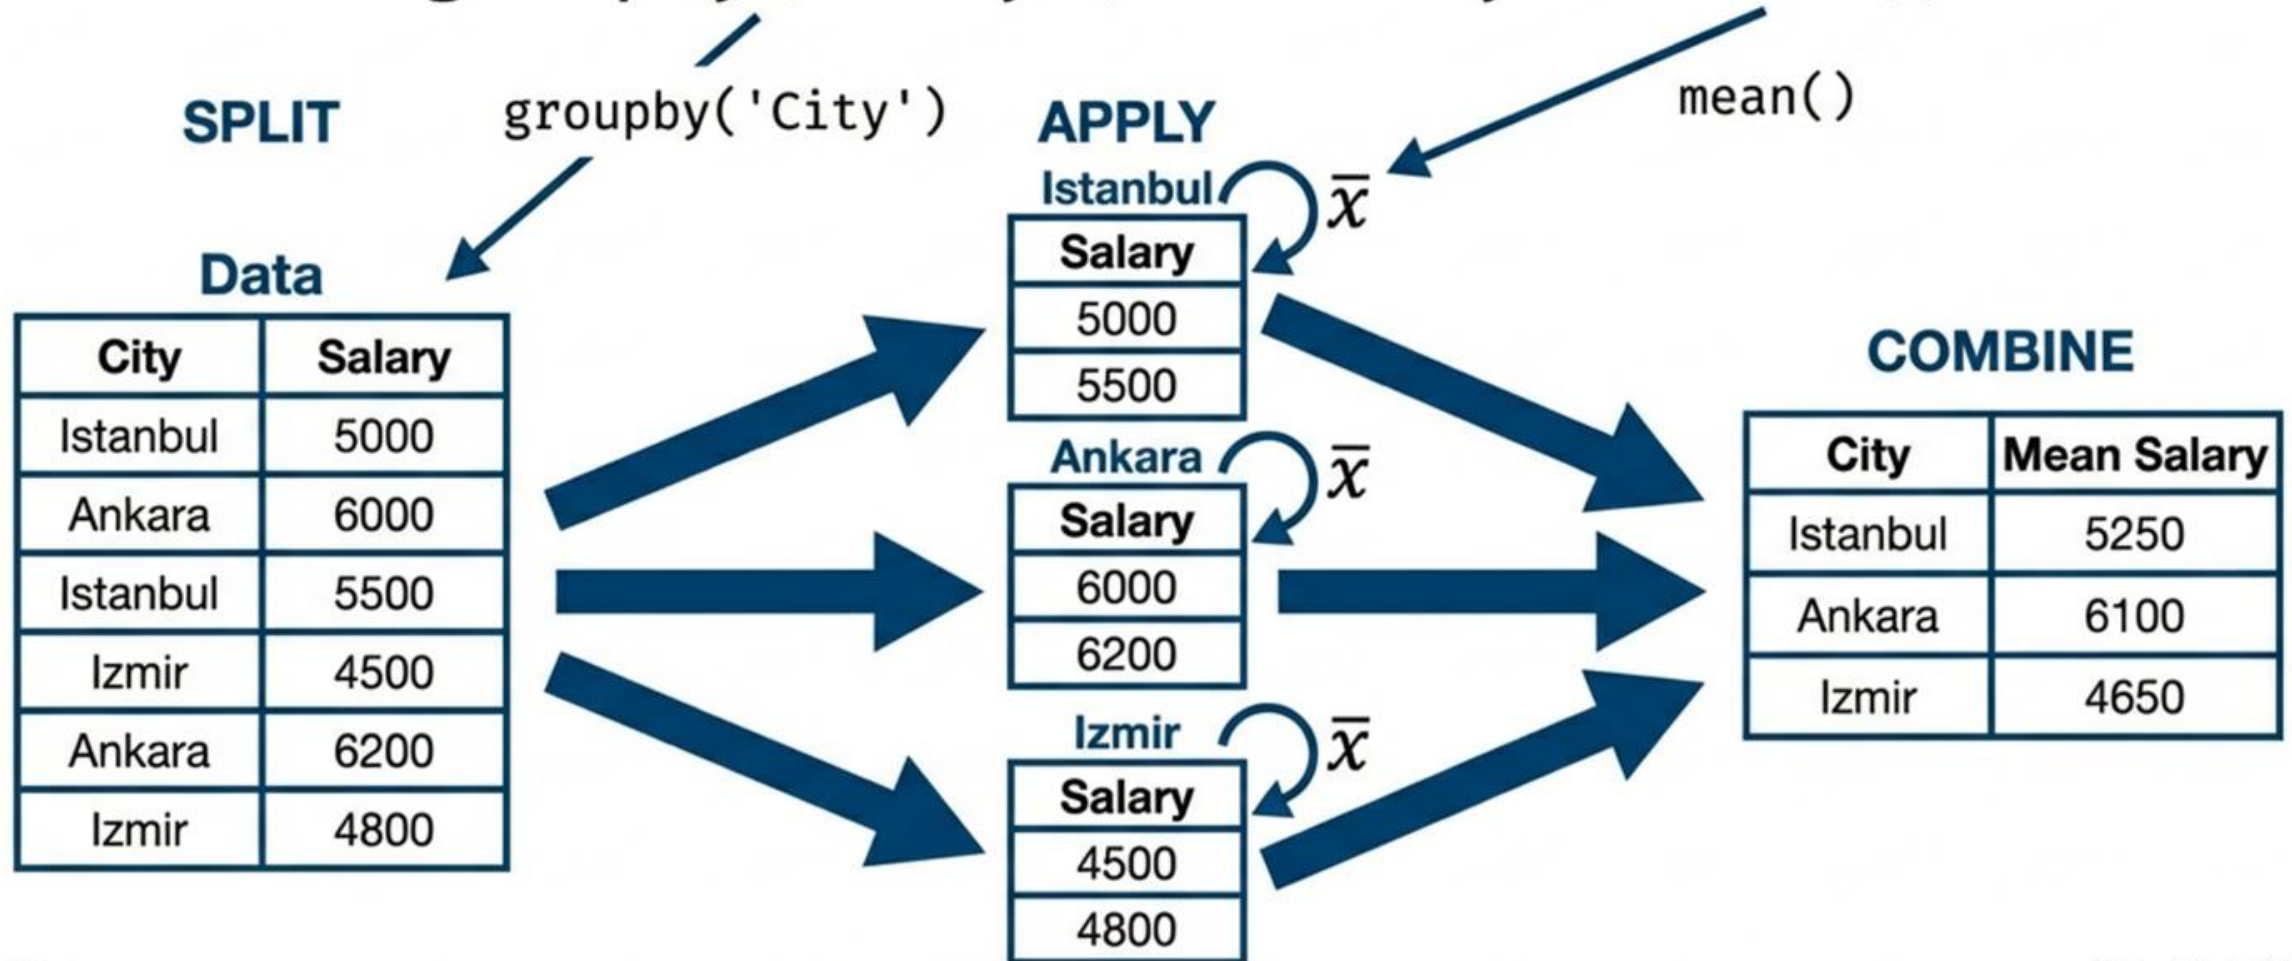 SPLIT
groupby('City')
APPLY
mean()
Data
City Salary
Istanbul 5000
Ankara 6000
Istanbul 5500
Izmir 4500
Ankara 6200
Izmir 4800
Istanbul
x̅
Salary
5000
5500
Ankara
x̅
Salary
6000
6200
Izmir
x̅
Salary
4500
4800
COMBINE
City Mean Salary
Istanbul 5250
Ankara 6100
Izmir 4650